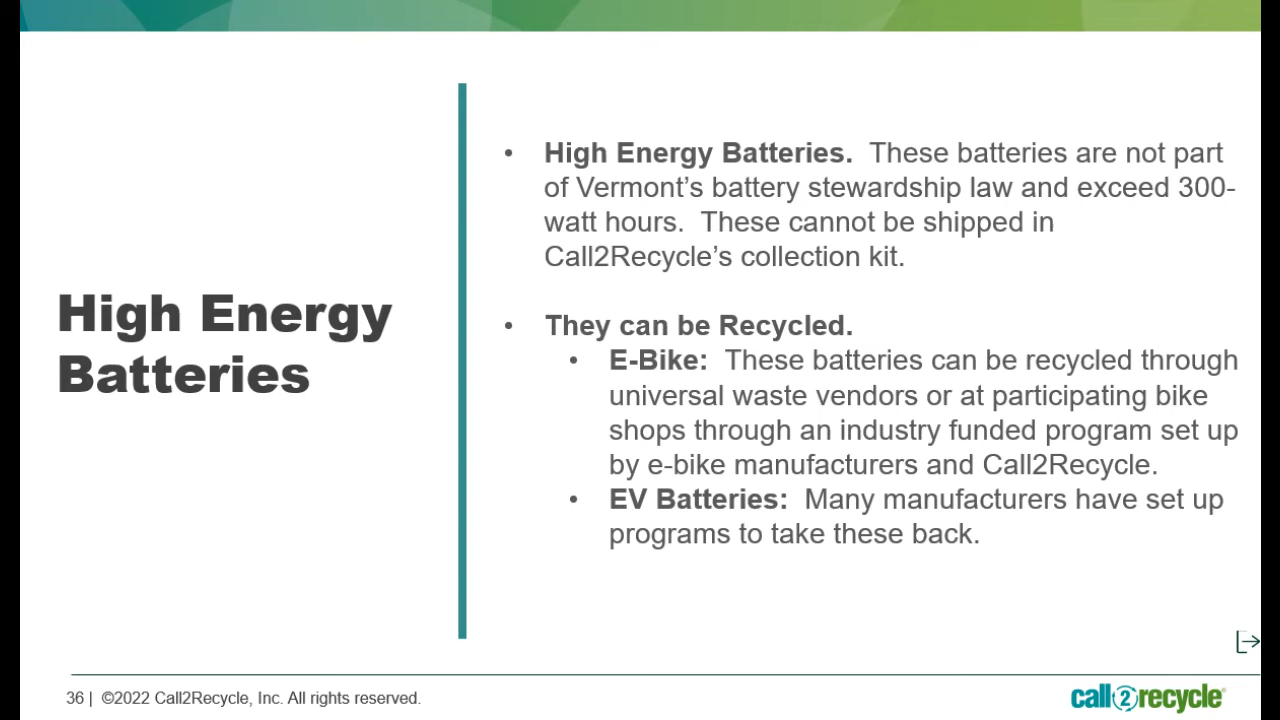 High Energy
Batteries
• High Energy Batteries.  These batteries are not part
of Vermont’s battery stewardship law and exceed 300-
watt hours.  These cannot be shipped in
Call2Recycle’s collection kit.
• They can be Recycled.
• E-Bike:  These batteries can be recycled through
universal waste vendors or at participating bike
shops through an industry funded program set up
by e-bike manufacturers and Call2Recycle.
• EV Batteries:  Many manufacturers have set up
programs to take these back.
36 |  ©2022 Call2Recycle, Inc. All rights reserved.
call2recycle®